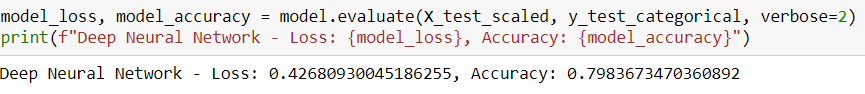 model_loss, model_accuracy = model.evaluate(X_test_scaled, y_test_categorical, verbose=2)
print(f"Deep Neural Network - Loss: {model_loss}, Accuracy: {model_accuracy}")
Deep Neural Network - Loss: 0.42680930045186255, Accuracy: 0.7983673470360892